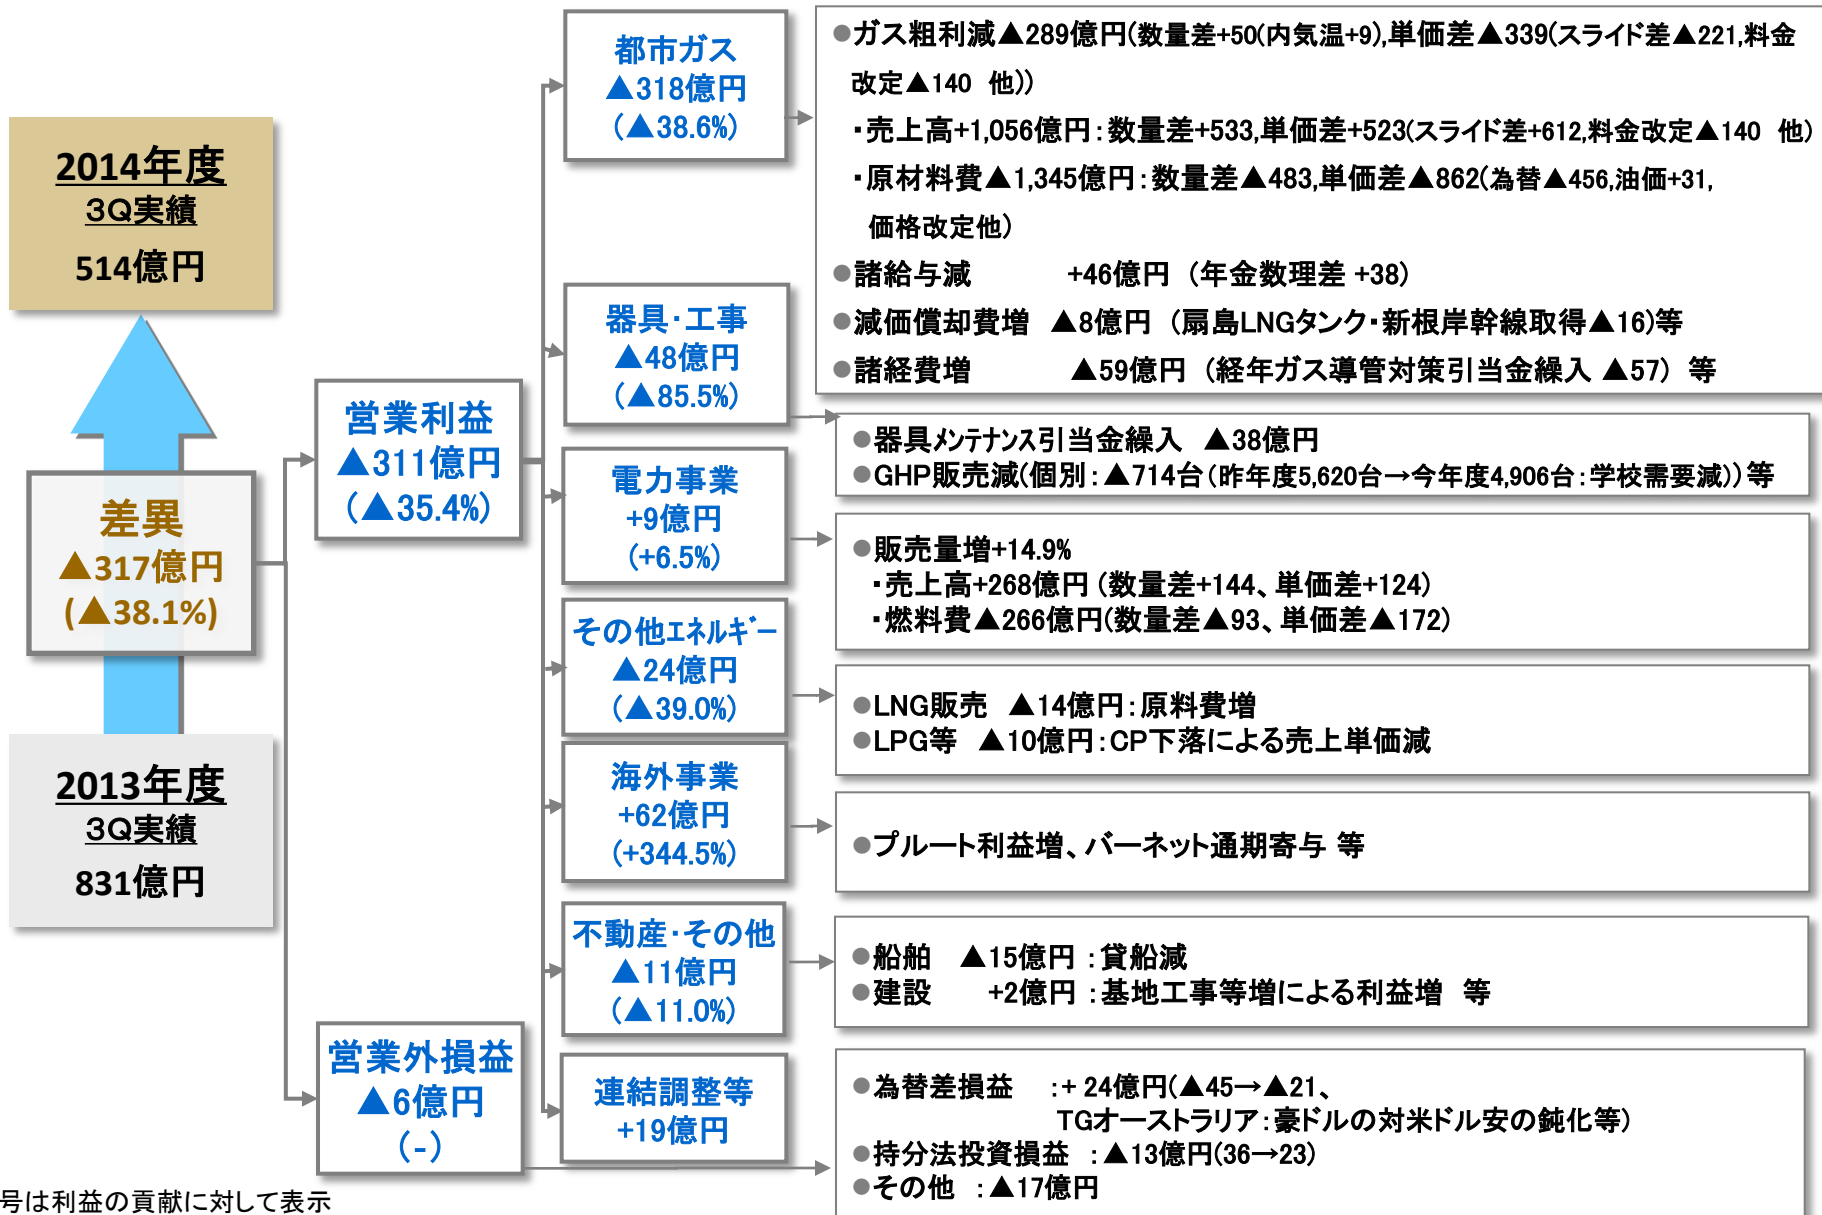 2014年度
3Q実績
514億円
差異
▲317億円
(▲38.1%)
2013年度
3Q実績
831億円
営業利益
▲311億円
(▲35.4%)
営業外損益
▲6億円
(-)
都市ガス
▲318億円
(▲38.6%)
器具・工事
▲48億円
(▲85.5%)
電力事業
+9億円
(+6.5%)
その他エネルギー
▲24億円
(▲39.0%)
海外事業
+62億円
(+344.5%)
不動産・その他
▲11億円
(▲11.0%)
連結調整等
+19億円
●ガス粗利減▲289億円(数量差+50(内気温+9),単価差▲339(スライド差▲221,料金
改定▲140 他))
・売上高+1,056億円:数量差+533,単価差+523(スライド差+612,料金改定▲140 他)
・原材料費▲1,345億円:数量差▲483,単価差▲862(為替▲456,油価+31,
価格改定他)
●諸給与減 +46億円 (年金数理差 +38)
●減価償却費増 ▲8億円 (扇島LNGタンク・新根岸幹線取得▲16)等
●諸経費増 ▲59億円 (経年ガス導管対策引当金繰入 ▲57) 等
●器具メンテナンス引当金繰入 ▲38億円
●GHP販売減(個別:▲714台(昨年度5,620台→今年度4,906台:学校需要減))等
●販売量増+14.9%
・売上高+268億円 (数量差+144、単価差+124)
・燃料費▲266億円(数量差▲93、単価差▲172)
●LNG販売 ▲14億円:原料費増
●LPG等 ▲10億円:CP下落による売上単価減
●プルート利益増、バーネット通期寄与 等
●船舶 ▲15億円 :貸船減
●建設 +2億円 :基地工事等増による利益増 等
●為替差損益 :+ 24億円(▲45→▲21、
TGオーストラリア:豪ドルの対米ドル安の鈍化等)
●持分法投資損益 :▲13億円(36→23)
●その他 :▲17億円
号は利益の貢献に対して表示